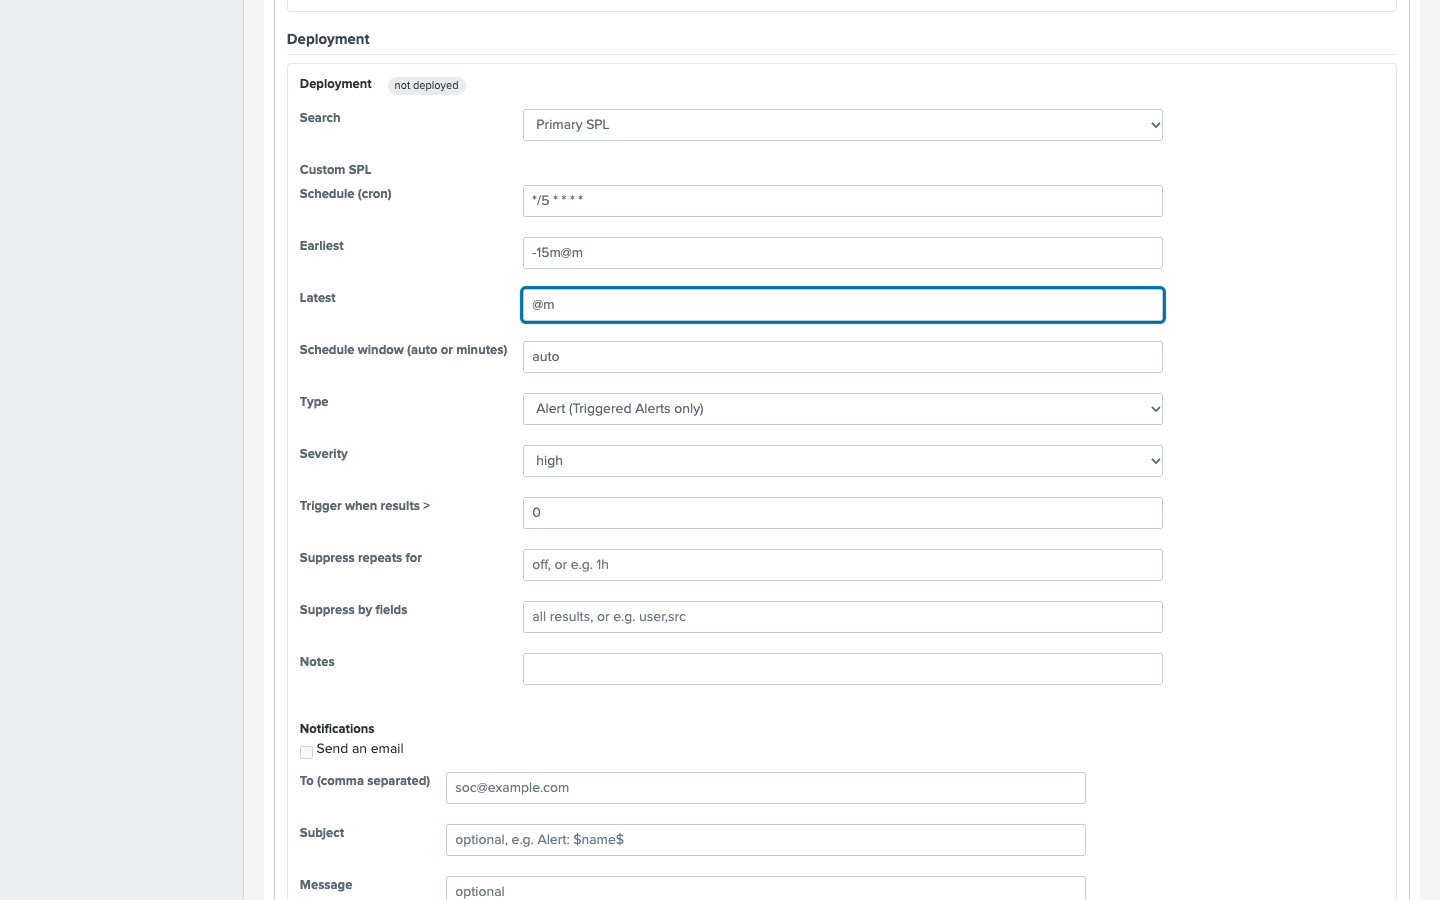 Deployment
Deployment not deployed
Search Primary SPL
Custom SPL
Schedule (cron) */5 * * * *
Earliest -15m@m
Latest @m
Schedule window (auto or minutes) auto
Type Alert (Triggered Alerts only)
Severity high
Trigger when results > 0
Suppress repeats for off, or e.g. 1h
Suppress by fields all results, or e.g. user,src
Notes
Notifications
Send an email
To (comma separated) soc@example.com
Subject optional, e.g. Alert: $name$
Message optional